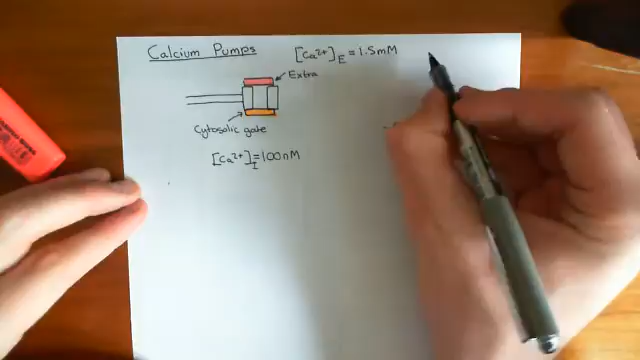 Calcium Pumps
[Ca²⁺]E = 1.5mM
Extra
Cytosolic gate
[Ca²⁺]I = 100nM